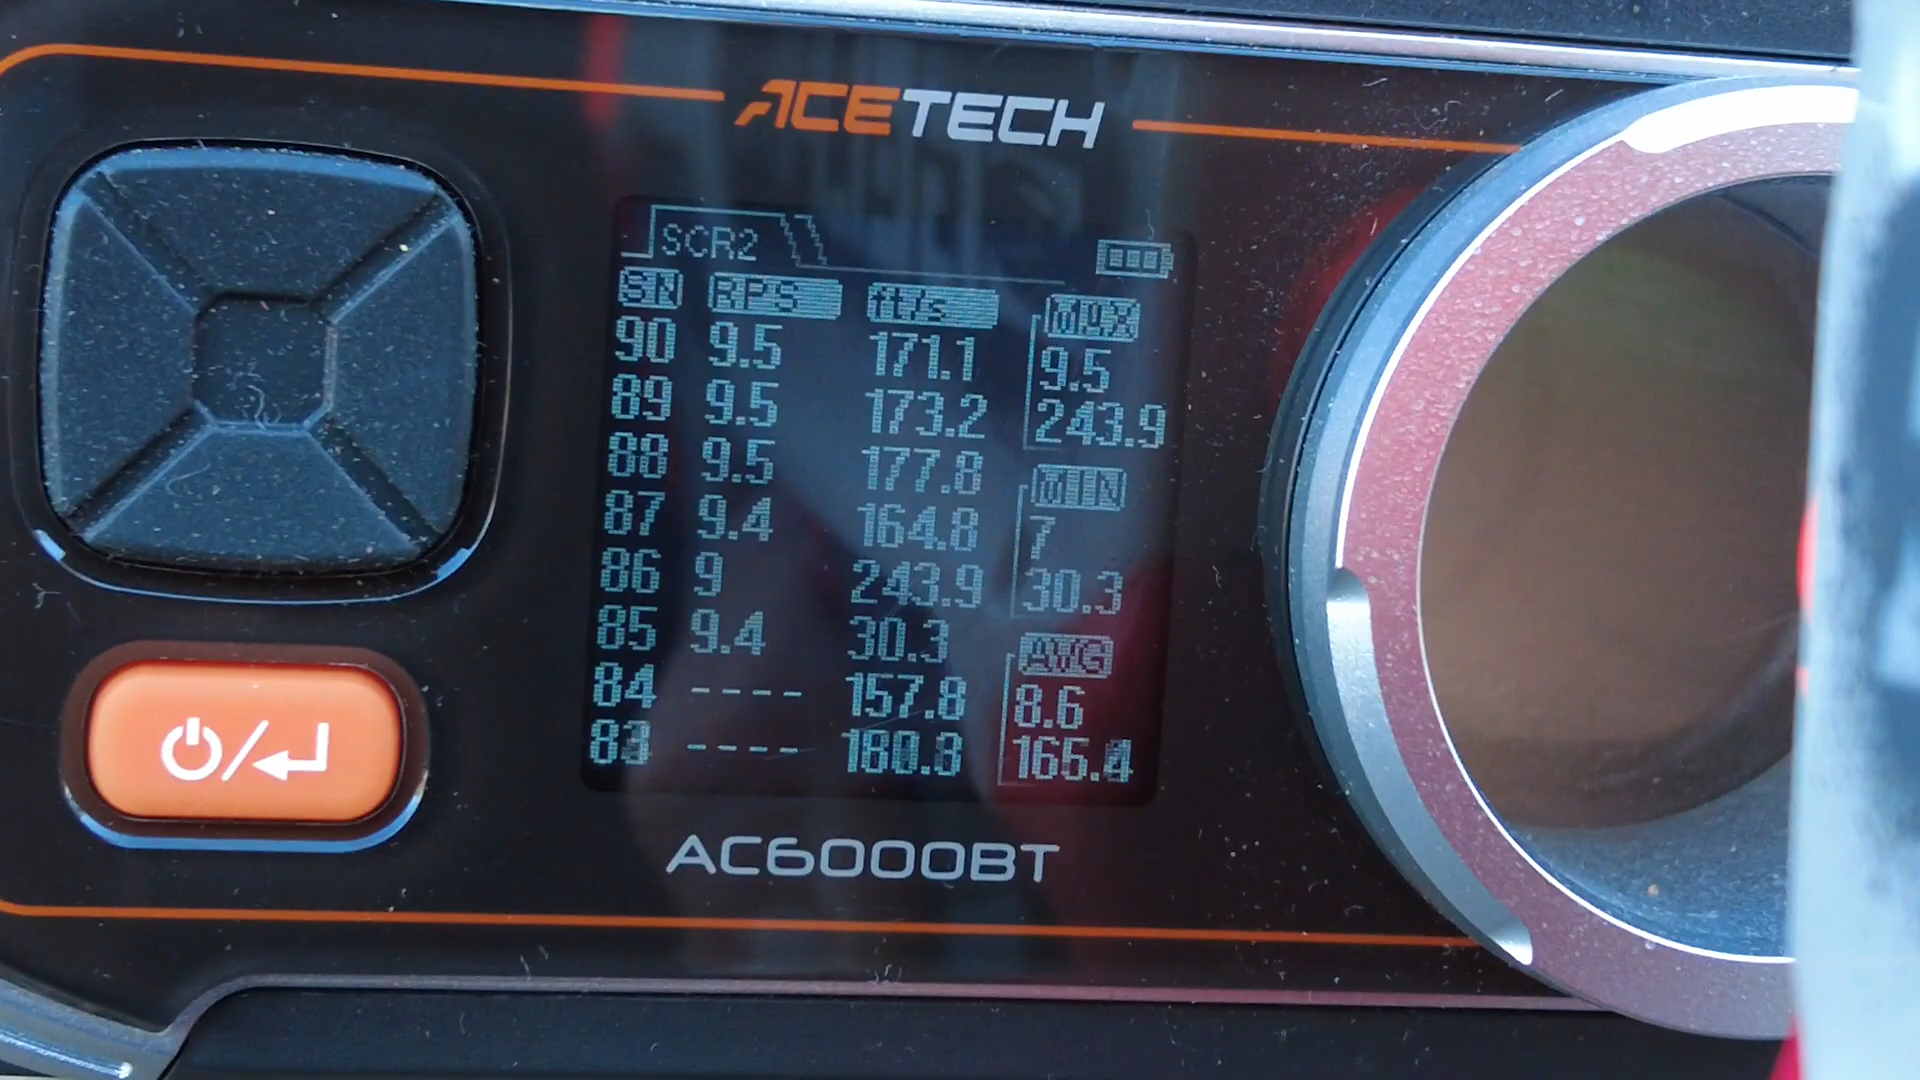 ACETECH
SCR2
SN RPS ft/s
90 9.5 171.1
89 9.5 173.2
88 9.5 177.8
87 9.4 164.8
86 9 243.9
85 9.4 30.3
84 ---- 157.8
83 ----
MAX
9.5
243.9
MIN
7
30.3
AVG
8.6
165.4
AC6000BT